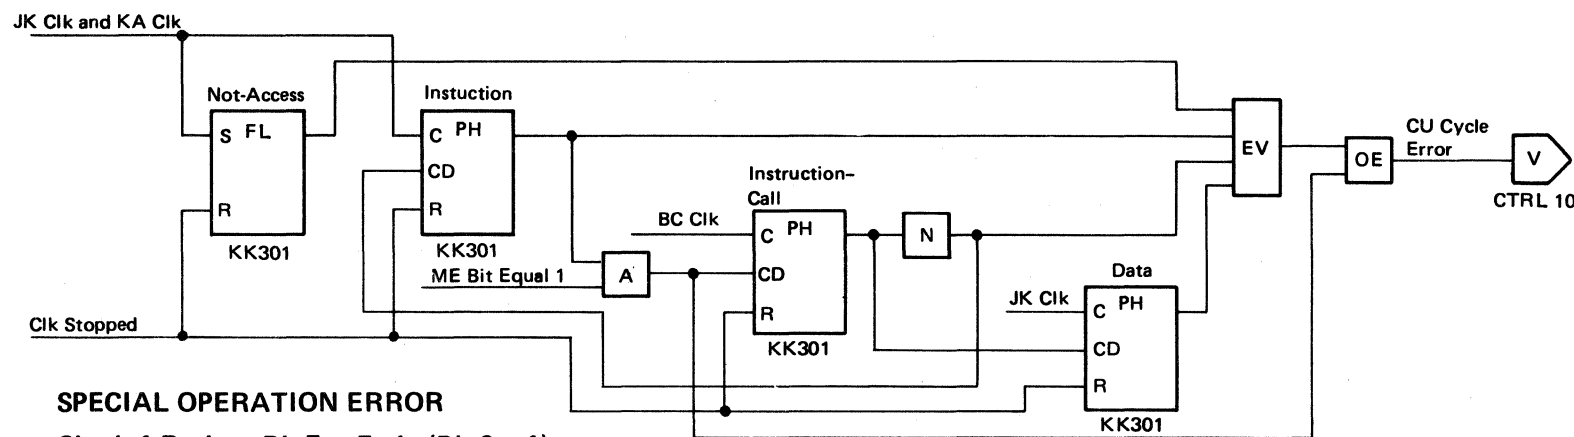 JK Clk and KA Clk
Not-Access
S FL
R
KK301
Instuction
C PH
CD
R
KK301
Instruction-
Call
BC Clk
C PH
CD
R
KK301
ME Bit Equal 1
A
N
Data
JK Clk
C PH
CD
R
KK301
EV
OE
CU Cycle
Error
V
CTRL 10
Clk Stopped
SPECIAL OPERATION ERROR